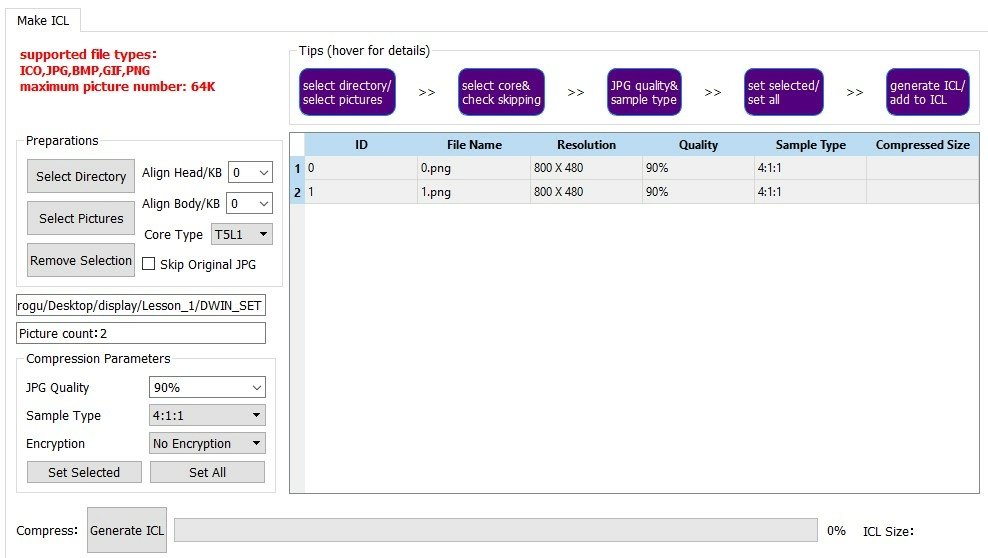 Make ICL
supported file types:
ICO,JPG,BMP,GIF,PNG
maximum picture number: 64K
Tips (hover for details)
select directory/
select pictures
>>
select core&
check skipping
>>
JPG quality&
sample type
>>
set selected/
set all
>>
generate ICL/
add to ICL
Preparations
Select Directory
Align Head/KB 0
Select Pictures
Align Body/KB 0
Core Type T5L1
Remove Selection
Skip Original JPG
rogu/Desktop/display/Lesson_1/DWIN_SET
Picture count:2
Compression Parameters
JPG Quality 90%
Sample Type 4:1:1
Encryption No Encryption
Set Selected Set All
ID File Name Resolution Quality Sample Type Compressed Size
1 0 0.png 800 X 480 90% 4:1:1
2 1 1.png 800 X 480 90% 4:1:1
Compress: Generate ICL 0% ICL Size: